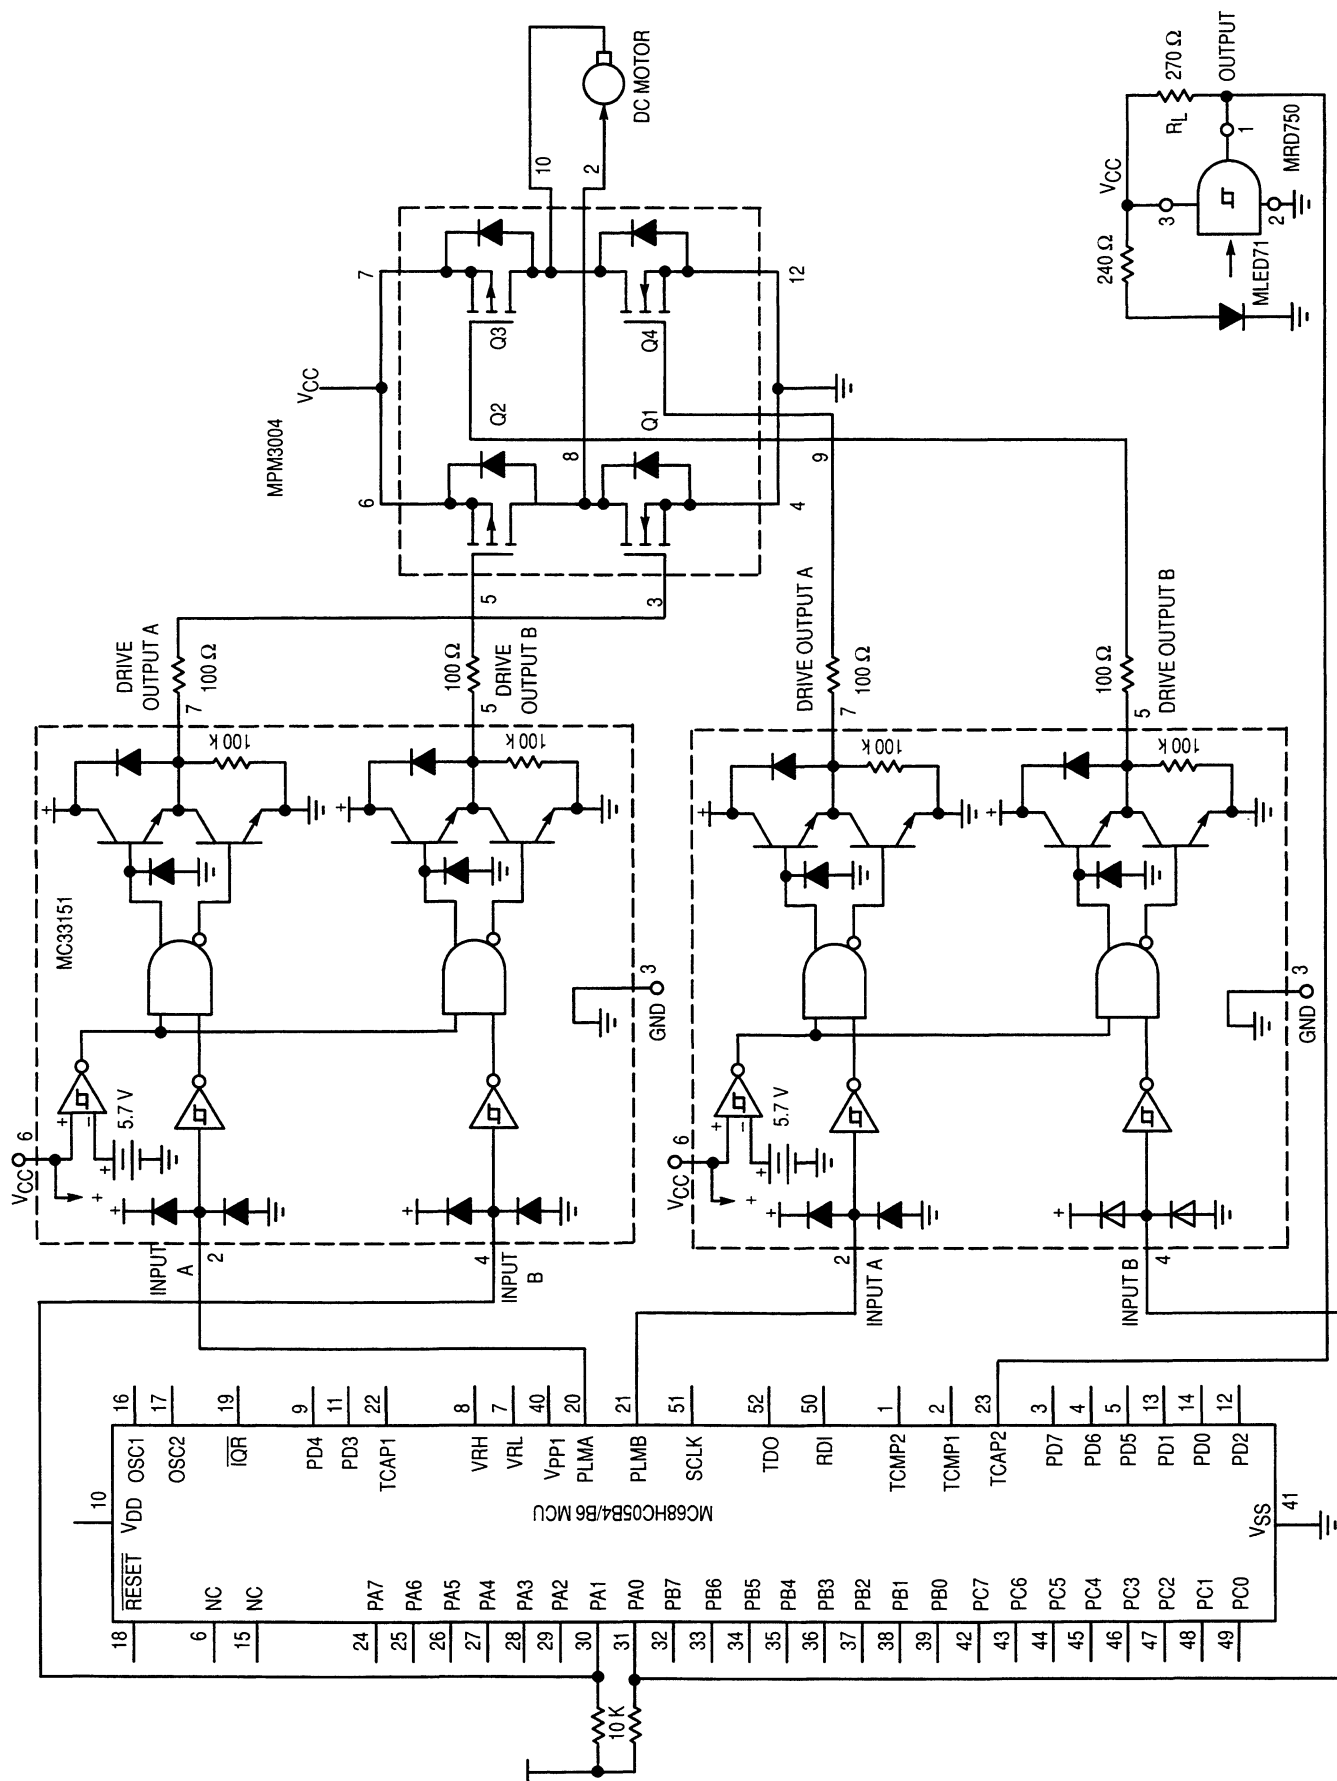 18
RESET
10
VDD
OSC1
16
OSC2
17
6
NC
15
NC
IQR
19
PD4
9
PD3
11
TCAP1
22
24
PA7
25
PA6
26
PA5
27
PA4
28
PA3
29
PA2
30
PA1
31
PA0
32
PB7
33
PB6
34
PB5
35
PB4
36
PB3
37
PB2
38
PB1
39
PB0
42
PC7
43
PC6
44
PC5
45
PC4
46
PC3
47
PC2
48
PC1
49
PC0
VRH
8
VRL
7
VPP1
40
PLMA
20
PLMB
21
SCLK
51
TDO
52
RDI
50
TCMP2
1
TCMP1
2
TCAP2
23
PD7
3
PD6
4
PD5
5
PD1
13
PD0
14
PD2
12
VSS
41
MC68HC05B4/B6 MCU
10 K
INPUT
A
2
INPUT
B
4
VCC
6
+
+
+
–
+
5.7 V
+
MC33151
+
+
100 k
100 k
GND
3
DRIVE
OUTPUT A
7
100 Ω
100 Ω
5
DRIVE
OUTPUT B
2
INPUT A
INPUT B
4
VCC
6
+
+
+
–
+
5.7 V
+
+
+
100 k
100 k
GND
3
DRIVE OUTPUT A
7
100 Ω
100 Ω
5
DRIVE OUTPUT B
MPM3004
VCC
6
7
5
3
8
9
4
12
Q2
Q3
Q1
Q4
10
2
DC MOTOR
VCC
240 Ω
MLED71
3
2
1
RL
270 Ω
OUTPUT
MRD750